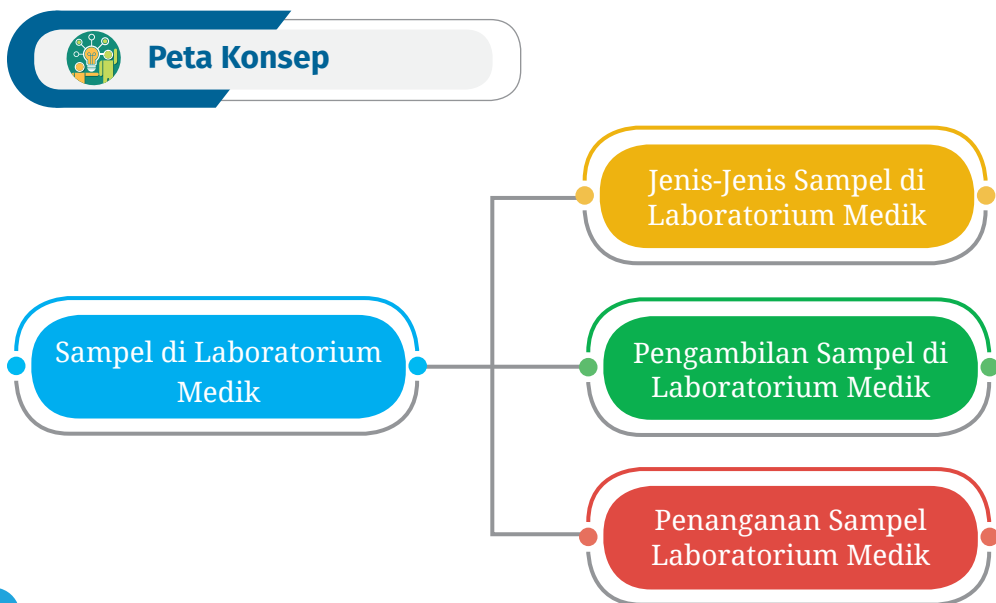 Peta Konsep
Jenis-Jenis Sampel di
Laboratorium Medik
Sampel di Laboratorium
Medik
Pengambilan Sampel di
Laboratorium Medik
Penanganan Sampel
Laboratorium Medik